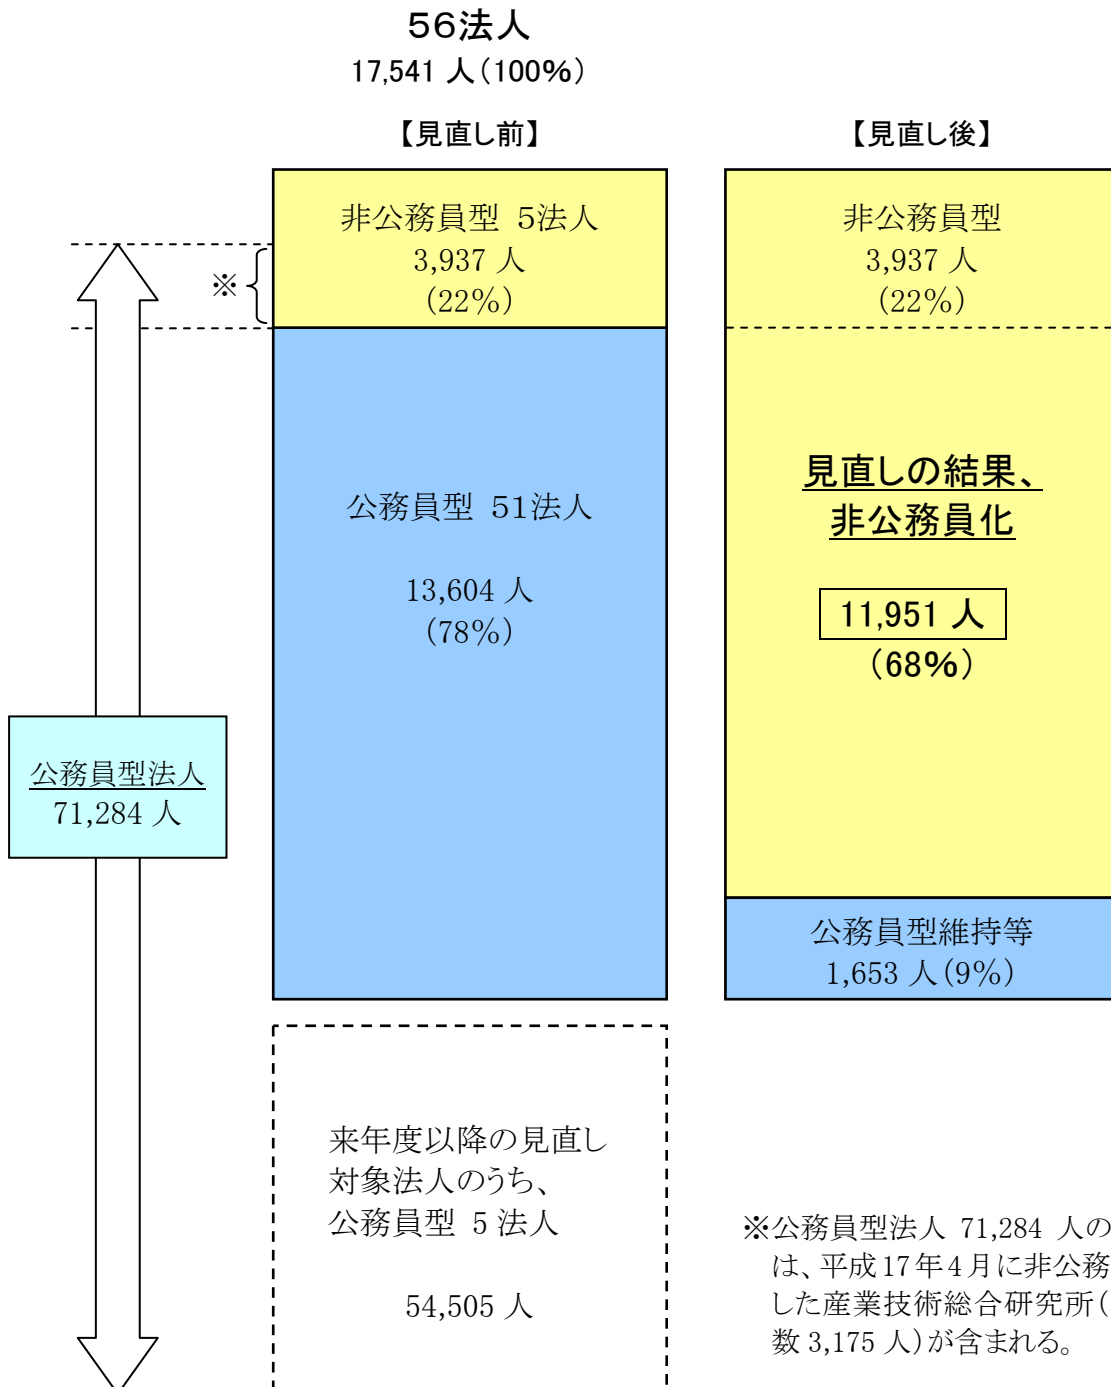 56法人
17,541 人(100%)
【見直し前】
【見直し後】
非公務員型 5法人
3,937 人
(22%)
※
公務員型 51法人
13,604 人
(78%)
非公務員型
3,937 人
(22%)
見直しの結果、
非公務員化
11,951 人
(68%)
公務員型維持等
1,653 人(9%)
公務員型法人
71,284 人
来年度以降の見直し
対象法人のうち、
公務員型 5 法人
54,505 人
※公務員型法人 71,284 人の
は、平成17年4月に非公務
した産業技術総合研究所(
数 3,175 人)が含まれる。